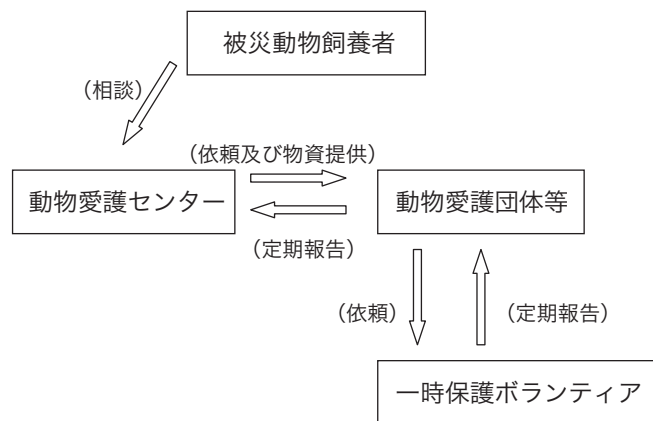 被災動物飼養者
（相談）
（依頼及び物資提供）
動物愛護センター
動物愛護団体等
（定期報告）
（依頼）
（定期報告）
一時保護ボランティア